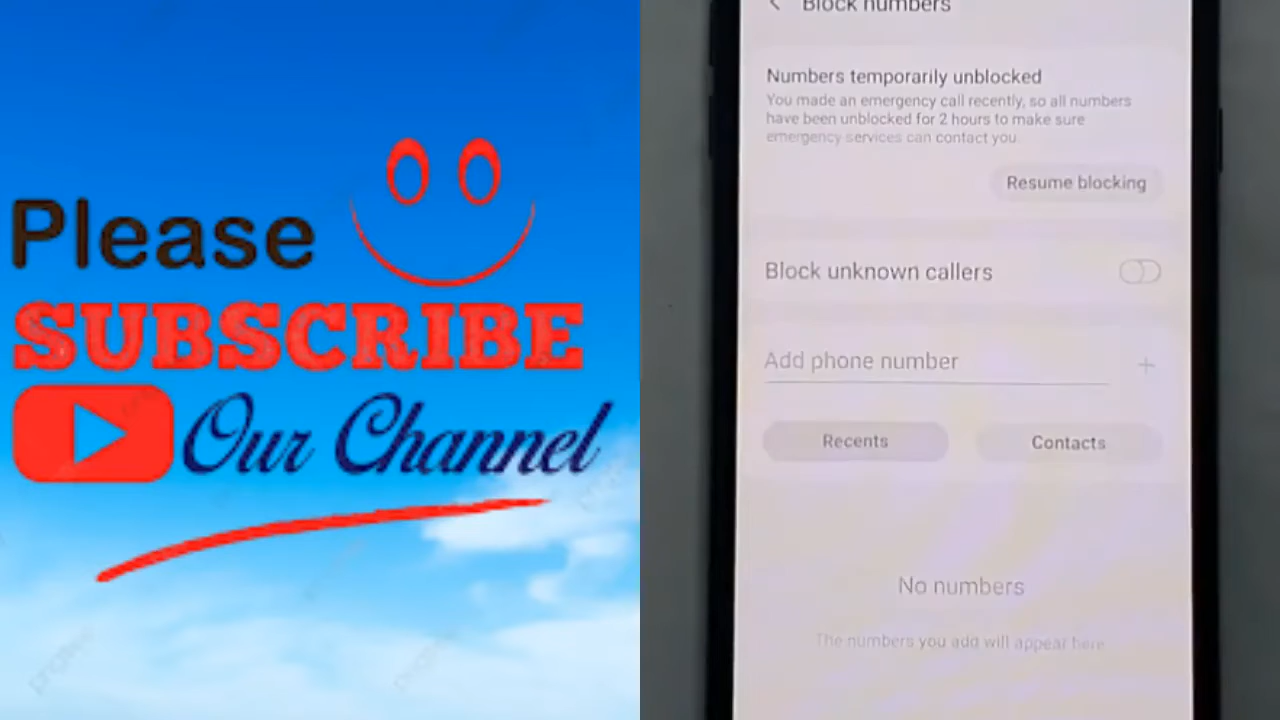 Please
SUBSCRIBE
Our Channel
Block numbers
Numbers temporarily unblocked
You made an emergency call recently, so all numbers
have been unblocked for 2 hours to make sure
emergency services can contact you.
Resume blocking
Block unknown callers
Add phone number
Recents
Contacts
No numbers
The numbers you add will appear here.